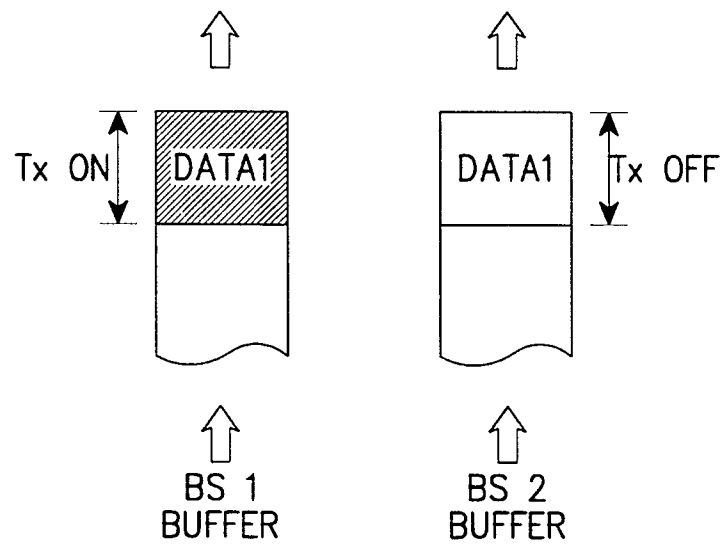 Tx ON
DATA1
DATA1
Tx OFF
BS 1
BUFFER
BS 2
BUFFER